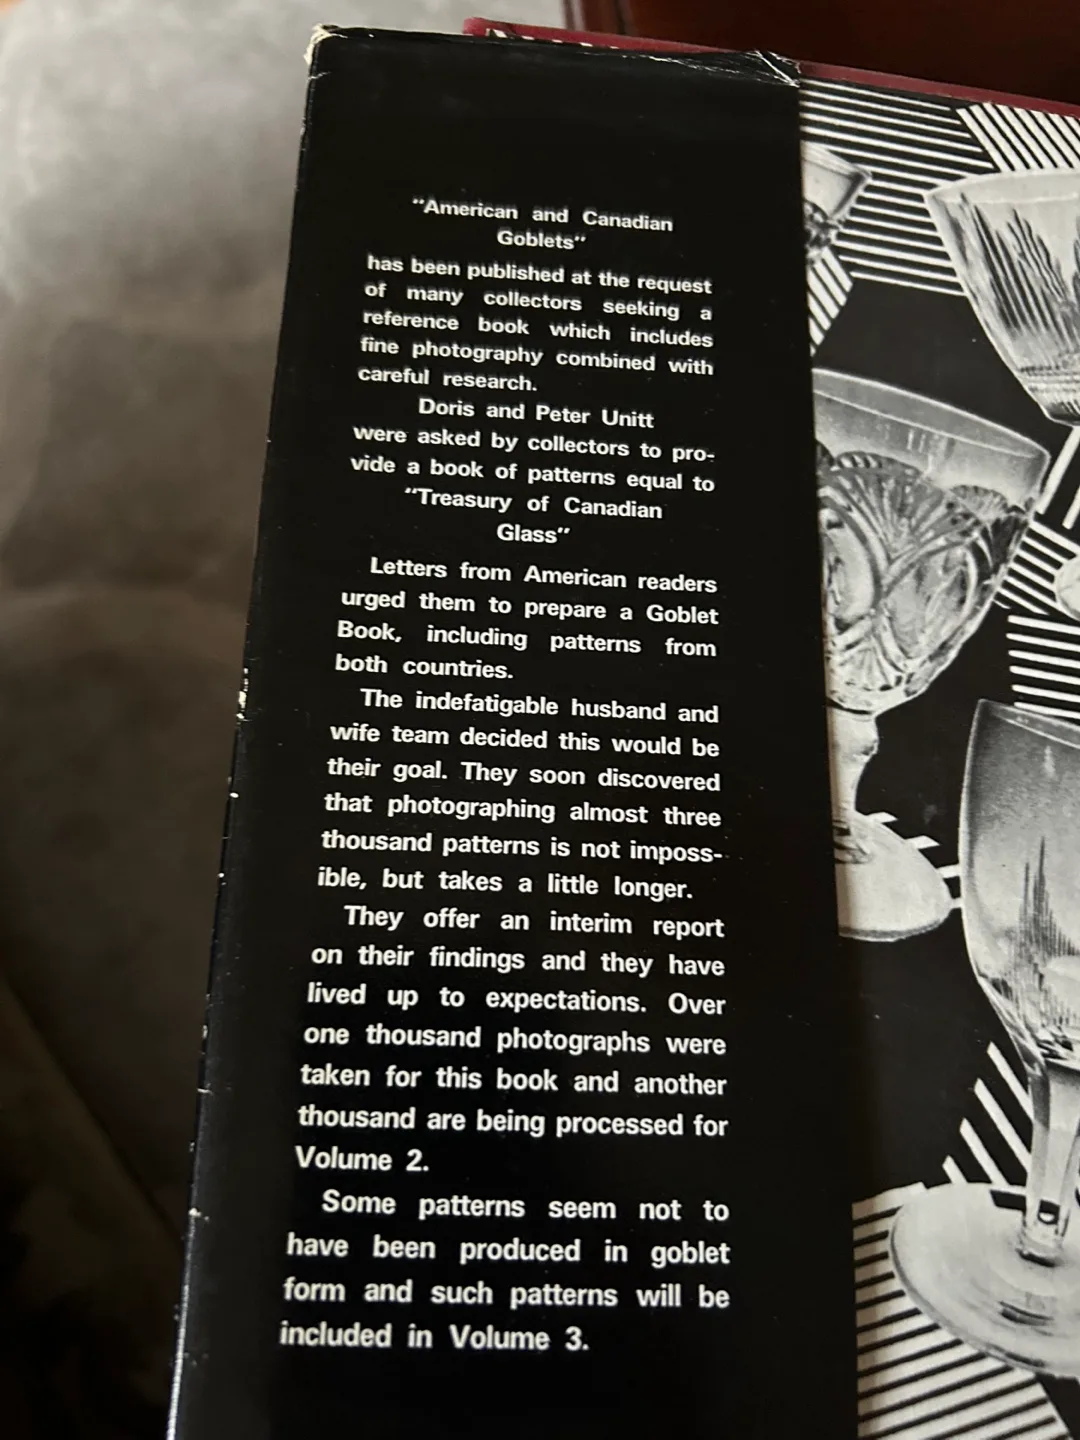 "American and Canadian
Goblets"
has been published at the request
of many collectors seeking a
reference book which includes
fine photography combined with
careful research.
Doris and Peter Unitt
were asked by collectors to pro-
vide a book of patterns equal to
"Treasury of Canadian
Glass"
Letters from American readers
urged them to prepare a Goblet
Book, including patterns from
both countries.
The indefatigable husband and
wife team decided this would be
their goal. They soon discovered
that photographing almost three
thousand patterns is not imposs-
ible, but takes a little longer.
They offer an interim report
on their findings and they have
lived up to expectations. Over
one thousand photographs were
taken for this book and another
thousand are being processed for
Volume 2.
Some patterns seem not to
have been produced in goblet
form and such patterns will be
included in Volume 3.